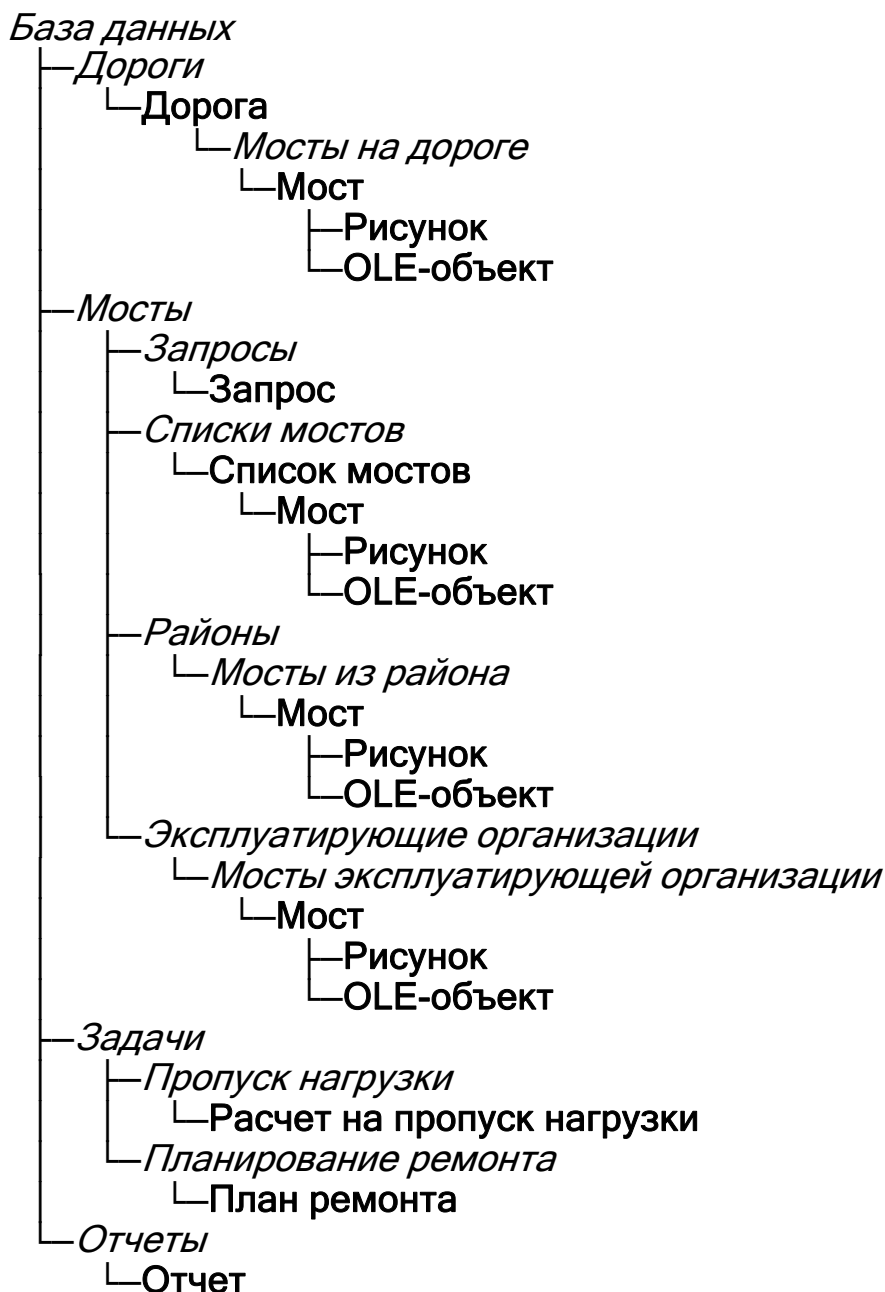 База данных
Дороги
Дорога
Мосты на дороге
Мост
Рисунок
OLE-объект
Мосты
Запросы
Запрос
Списки мостов
Список мостов
Мост
Рисунок
OLE-объект
Районы
Мосты из района
Мост
Рисунок
OLE-объект
Эксплуатирующие организации
Мосты эксплуатирующей организации
Мост
Рисунок
OLE-объект
Задачи
Пропуск нагрузки
Расчет на пропуск нагрузки
Планирование ремонта
План ремонта
Отчеты
Отчет